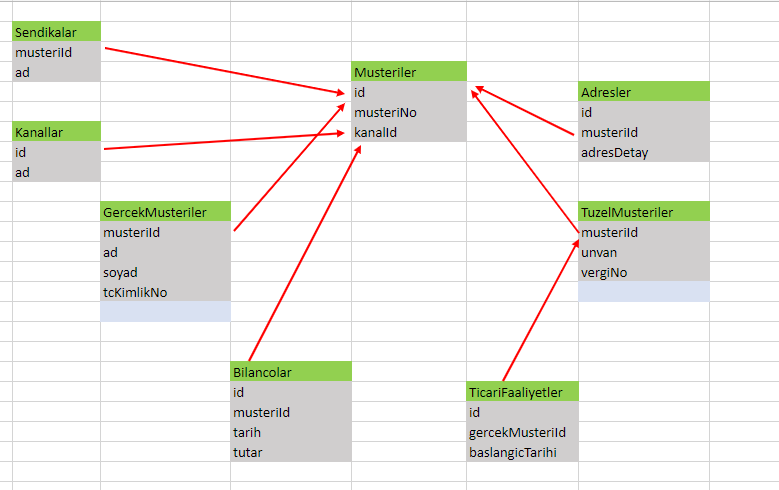 Sendikalar
musteriId
ad
Kanallar
id
ad
Musteriler
id
musteriNo
kanalId
Adresler
id
musteriId
adresDetay
GercekMusteriler
musteriId
ad
soyad
tcKimlikNo
TuzelMusteriler
musteriId
unvan
vergiNo
Bilancolar
id
musteriId
tarih
tutar
TicariFaaliyetler
id
gercekMusteriId
baslangicTarihi